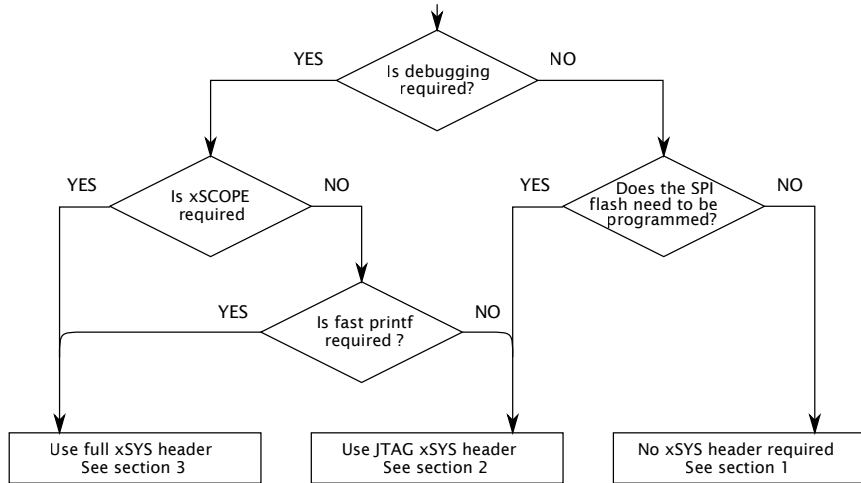 YES
Is debugging
required?
NO
YES
Is xSCOPE
required
NO
YES
Does the SPI
flash need to be
programmed?
NO
YES
Is fast printf
required ?
NO
Use full xSYS header
See section 3
Use JTAG xSYS header
See section 2
No xSYS header required
See section 1